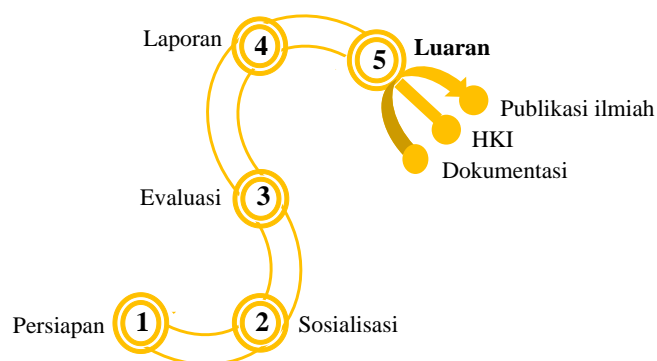 Laporan
4
5
Luaran
Publikasi ilmiah
HKI
Dokumentasi
Evaluasi
3
Persiapan
1
2
Sosialisasi